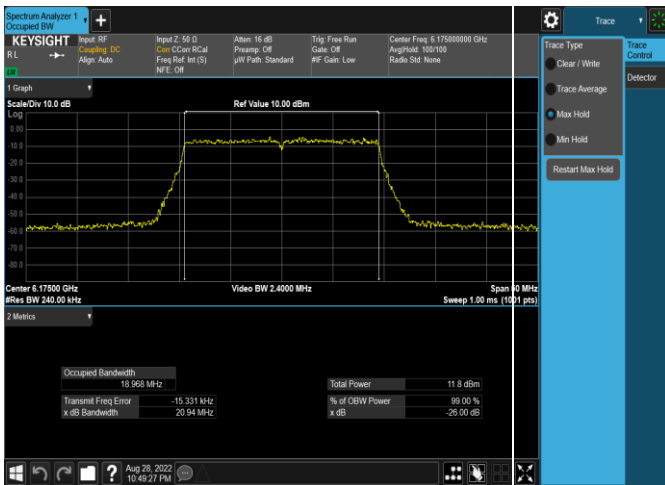 Spectrum Analyzer 1
Occupied BW
Trace
KEYSIGHT
R L
Input: RF
Coupling: DC
Align: Auto
Input Z: 50 Ω
Corr CCorr RCal
Freq Ref: Int (S)
NFE: Off
Atten: 16 dB
Preamp: Off
µW Path: Standard
Trig: Free Run
Gate: Off
#IF Gain: Low
Center Freq: 6.175000000 GHz
Avg|Hold: 100/100
Radio Std: None
Trace Type
Clear / Write
Trace Average
Max Hold
Min Hold
Restart Max Hold
Trace
Control
Detector
1 Graph
Scale/Div 10.0 dB
Ref Value 10.00 dBm
Log
0.00
-10.0
-20.0
-30.0
-40.0
-50.0
-60.0
-70.0
-80.0
Center 6.17500 GHz
#Res BW 240.00 kHz
Video BW 2.4000 MHz
Sweep 1.00 ms (1001 pts)
2 Metrics
Occupied Bandwidth
18.968 MHz
Transmit Freq Error -15.331 kHz
x dB Bandwidth 20.94 MHz
Total Power 11.8 dBm
% of OBW Power 99.00 %
x dB -26.00 dB
Aug 28, 2022
10:49:27 PM